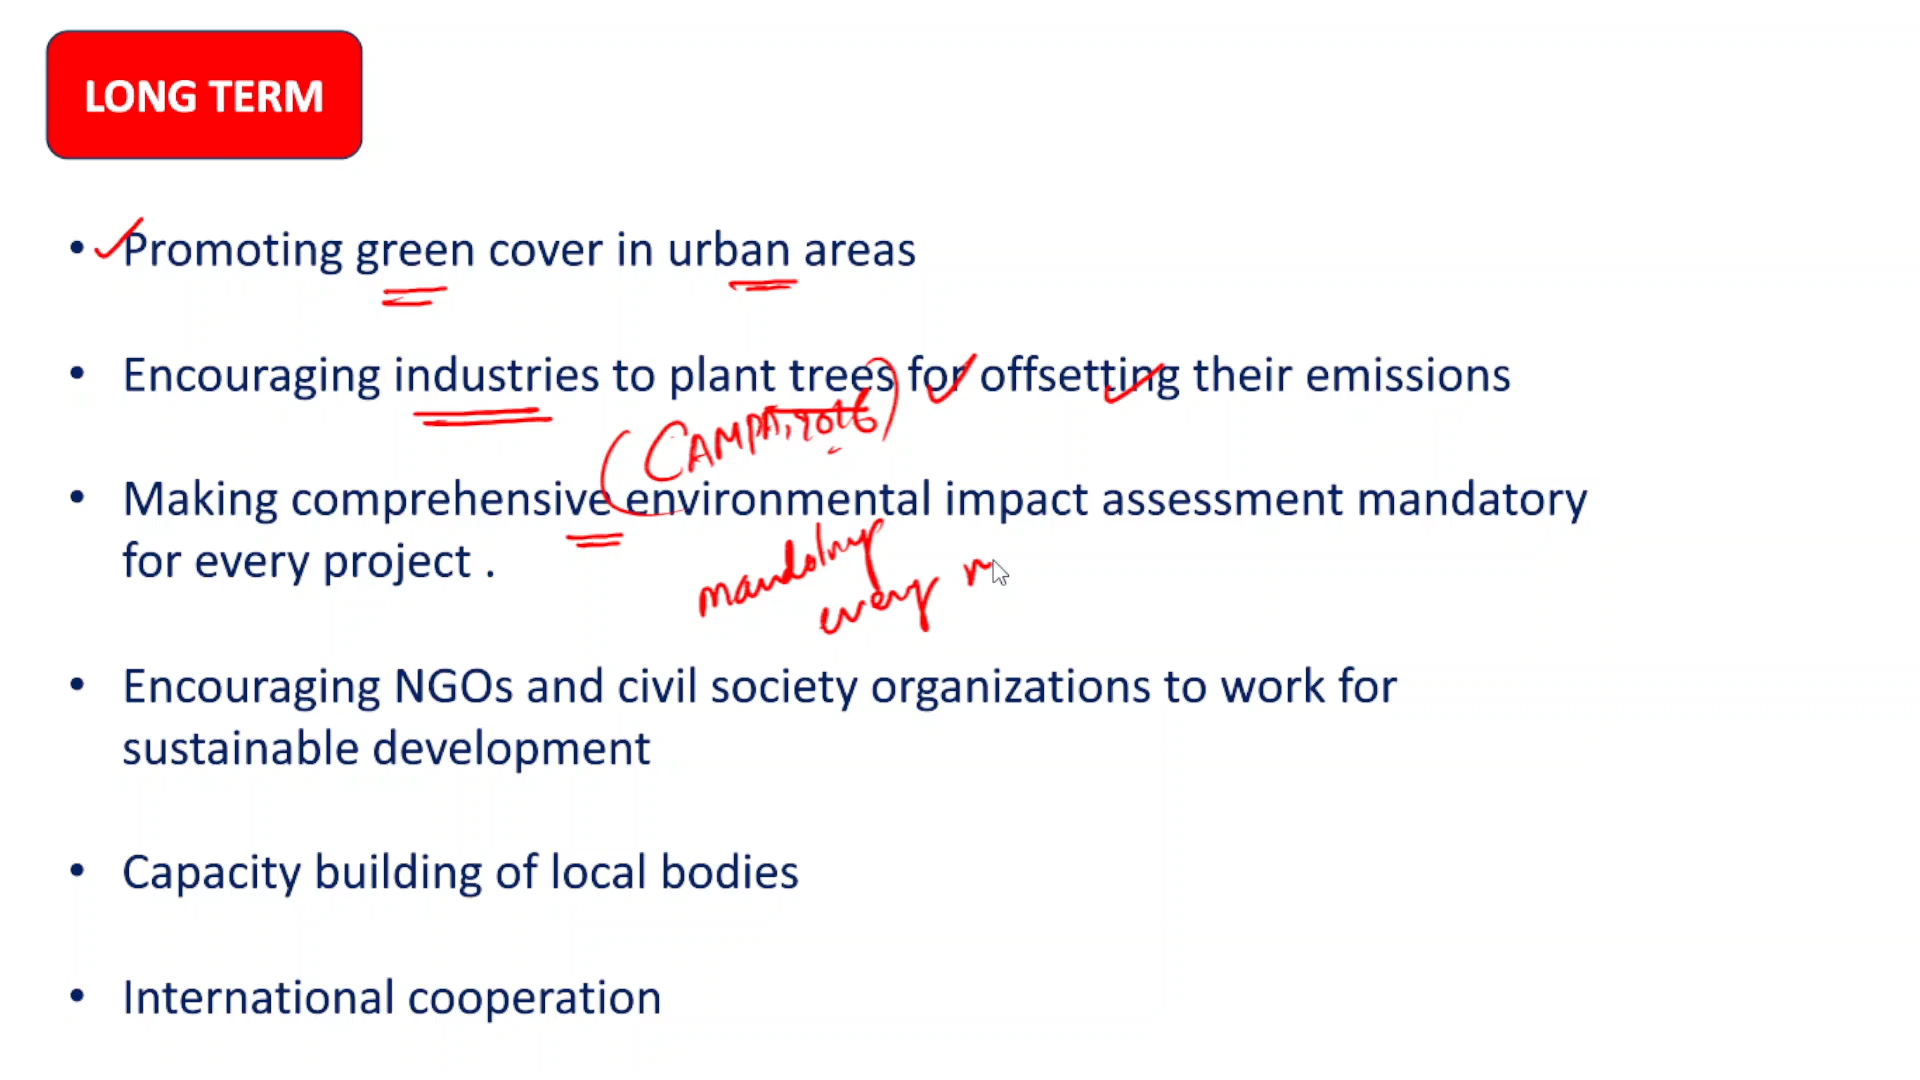 LONG TERM
• Promoting green cover in urban areas
• Encouraging industries to plant trees for offsetting their emissions
(CAMPA, 2016)
• Making comprehensive environmental impact assessment mandatory
for every project .
mandatory
every
• Encouraging NGOs and civil society organizations to work for
sustainable development
• Capacity building of local bodies
• International cooperation